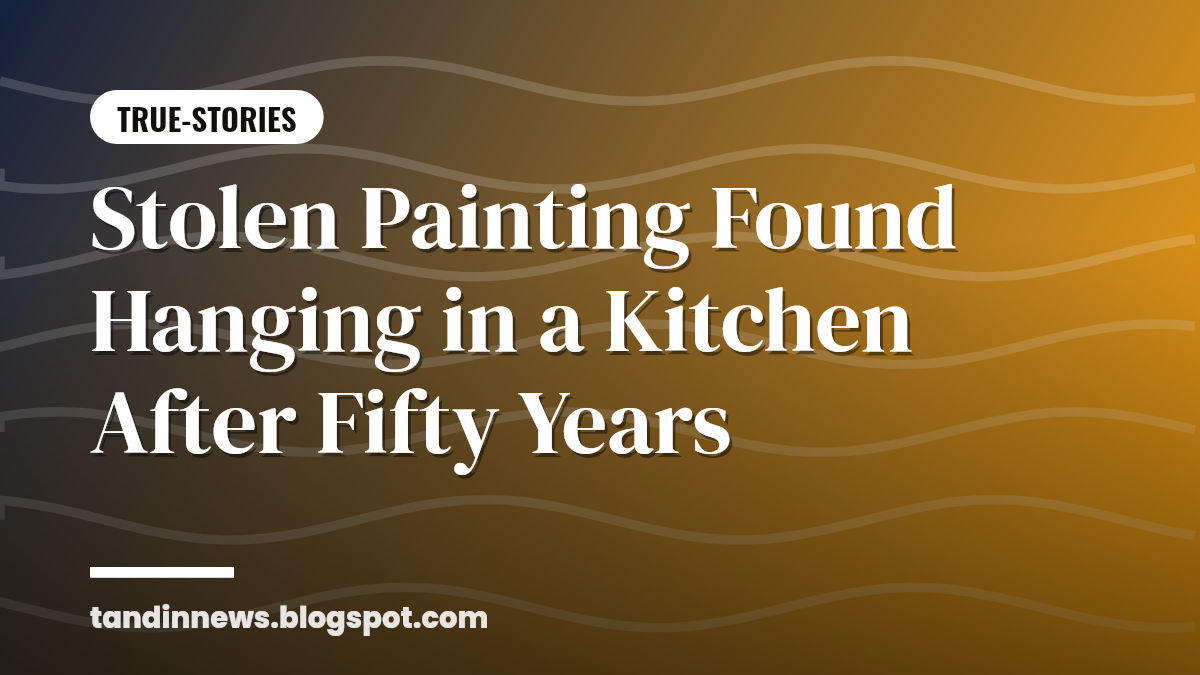 TRUE-STORIES
Stolen Painting Found
Hanging in a Kitchen
After Fifty Years
tandinnews.blogspot.com